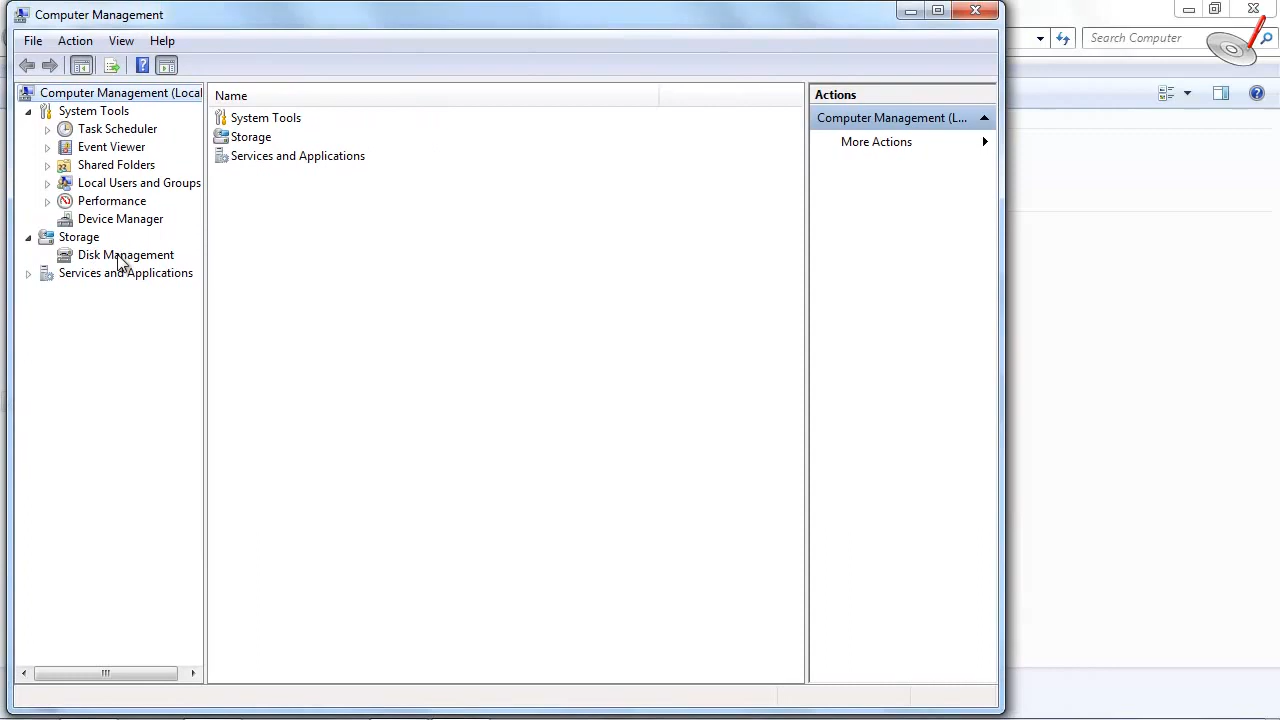 Computer Management
File Action View Help
Search Computer
Computer Management (Local
System Tools
Task Scheduler
Event Viewer
Shared Folders
Local Users and Groups
Performance
Device Manager
Storage
Disk Management
Services and Applications
Name
System Tools
Storage
Services and Applications
Actions
Computer Management (L...
More Actions